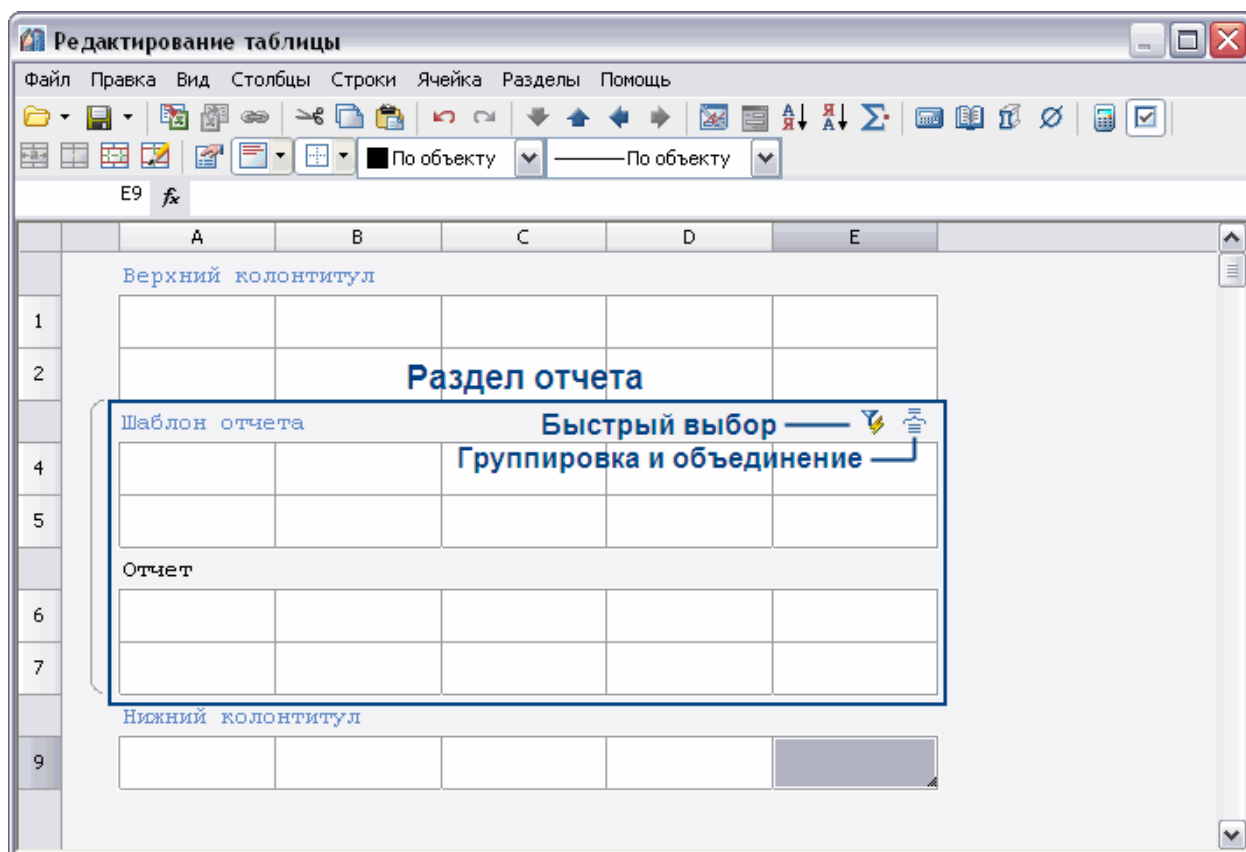 Редактирование таблицы
Файл Правка Вид Столбцы Строки Ячейка Разделы Помощь
По объекту По объекту
E9 fx
A B C D E
Верхний колонтитул
1
2 Раздел отчета
Шаблон отчета Быстрый выбор
Группировка и объединение
4
5
Отчет
6
7
Нижний колонтитул
9